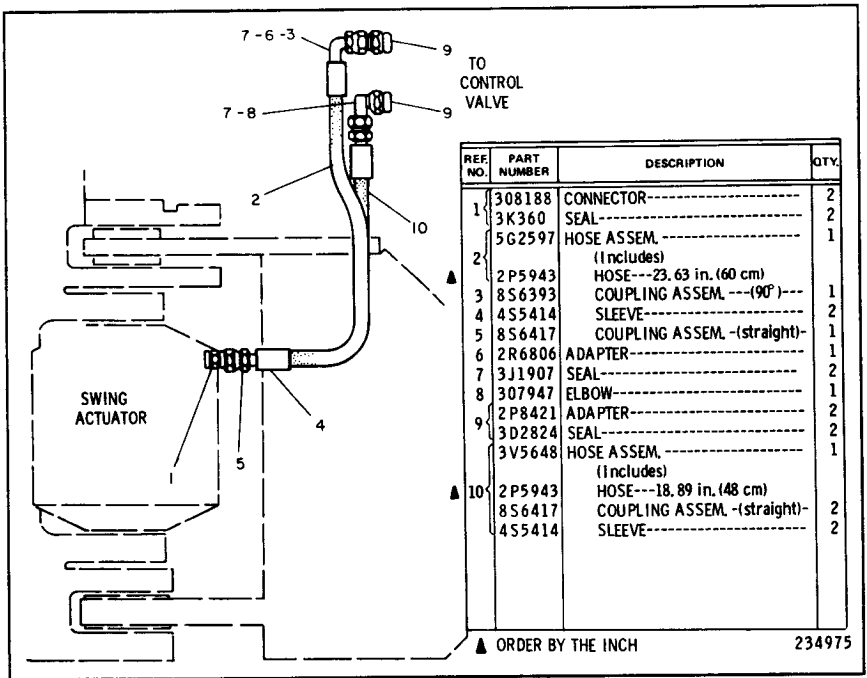 7-6-3
9
TO
CONTROL
VALVE
7-8
9
2
10
SWING
ACTUATOR
1
5
4
REF. NO. PART NUMBER DESCRIPTION QTY.
1 308188 CONNECTOR 2
3K360 SEAL 2
2 5G2597 HOSE ASSEM. 1
(Includes)
▲ 2P5943 HOSE---23.63 in. (60 cm)
3 8S6393 COUPLING ASSEM. ---(90°)--- 1
4 4S5414 SLEEVE 2
5 8S6417 COUPLING ASSEM. -(straight)- 1
6 2R6806 ADAPTER 1
7 3J1907 SEAL 2
8 307947 ELBOW 1
9 2P8421 ADAPTER 2
3D2824 SEAL 2
3V5648 HOSE ASSEM. 1
(Includes)
▲ 10 2P5943 HOSE---18.89 in. (48 cm)
8S6417 COUPLING ASSEM. -(straight)- 2
4S5414 SLEEVE 2
▲ ORDER BY THE INCH 234975